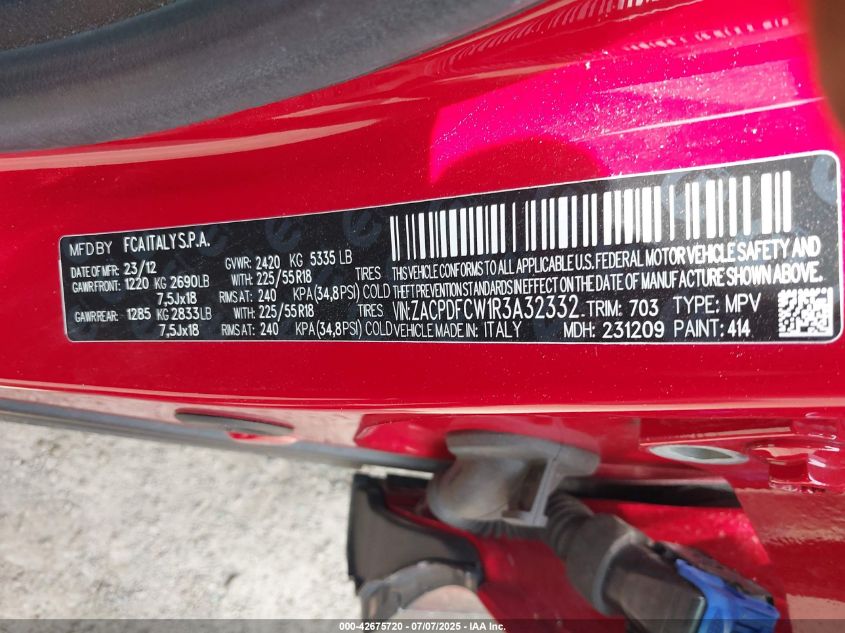 MFD BY FCA ITALY S.P.A.
DATE OF MFR: 23/12 GVWR: 2420 KG 5335 LB
GAWR FRONT: 1220 KG 2690LB WITH: 225/55R18 TIRES
7,5Jx18 RIMS AT: 240 KPA(34,8PSI) COLD
GAWR REAR: 1285 KG 2833LB WITH: 225/55R18 TIRES
7,5Jx18 RIMS AT: 240 KPA(34,8PSI) COLD
THIS VEHICLE CONFORMS TO ALL APPLICABLE U.S. FEDERAL MOTOR VEHICLE SAFETY AND
THEFT PREVENTION STANDARDS IN EFFECT ON THE DATE OF MANUFACTURE SHOWN ABOVE.
VIN: ZACPDFCW1R3A32332 TRIM: 703 TYPE: MPV
VEHICLE MADE IN: ITALY MDH: 231209 PAINT: 414
000-42675720 - 07/07/2025 - IAA, Inc.